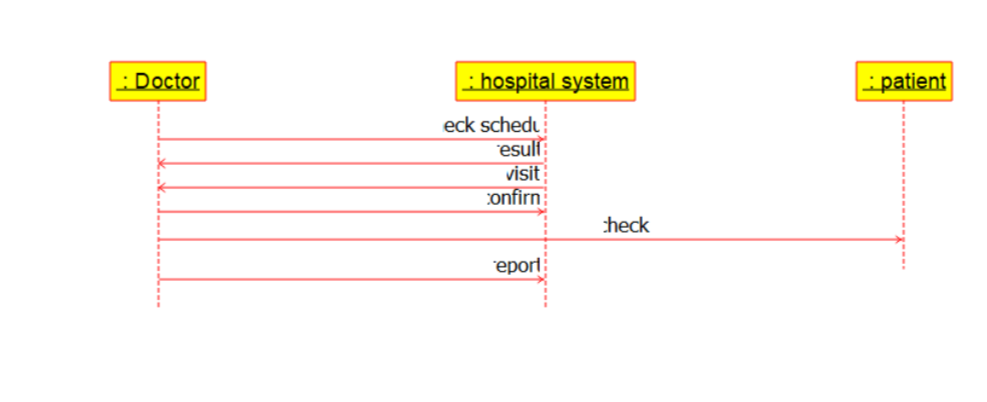 : Doctor
: hospital system
: patient
eck schedu
esult
visit
onfirm
heck
eport